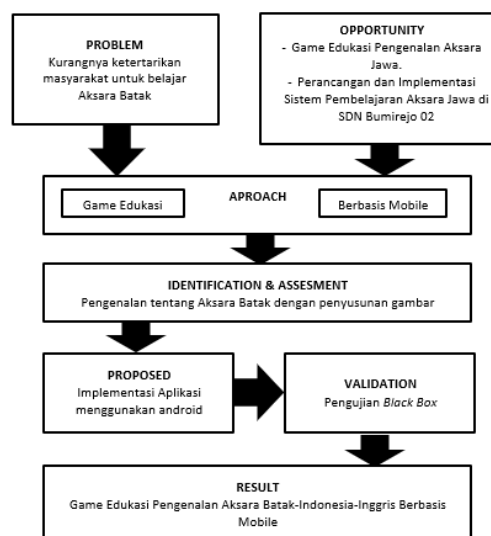 PROBLEM
Kurangnya ketertarikan
masyarakat untuk belajar
Aksara Batak
OPPORTUNITY
- Game Edukasi Pengenalan Aksara
Jawa.
- Perancangan dan Implementasi
Sistem Pembelajaran Aksara Jawa di
SDN Bumirejo 02
APROACH
Game Edukasi
Berbasis Mobile
IDENTIFICATION & ASSESMENT
Pengenalan tentang Aksara Batak dengan penyusunan gambar
PROPOSED
Implementasi Aplikasi
menggunakan android
VALIDATION
Pengujian Black Box
RESULT
Game Edukasi Pengenalan Aksara Batak-Indonesia-Inggris Berbasis
Mobile